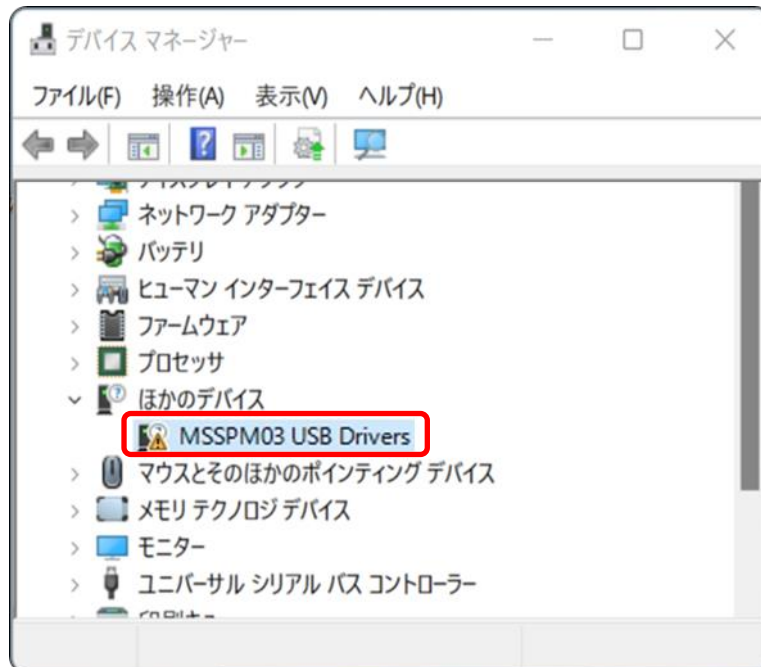 デバイス マネージャー
ファイル(F) 操作(A) 表示(V) ヘルプ(H)
ネットワーク アダプター
バッテリ
ヒューマン インターフェイス デバイス
ファームウェア
プロセッサ
ほかのデバイス
MSSPM03 USB Drivers
マウスとそのほかのポインティング デバイス
メモリ テクノロジ デバイス
モニター
ユニバーサル シリアル バス コントローラー